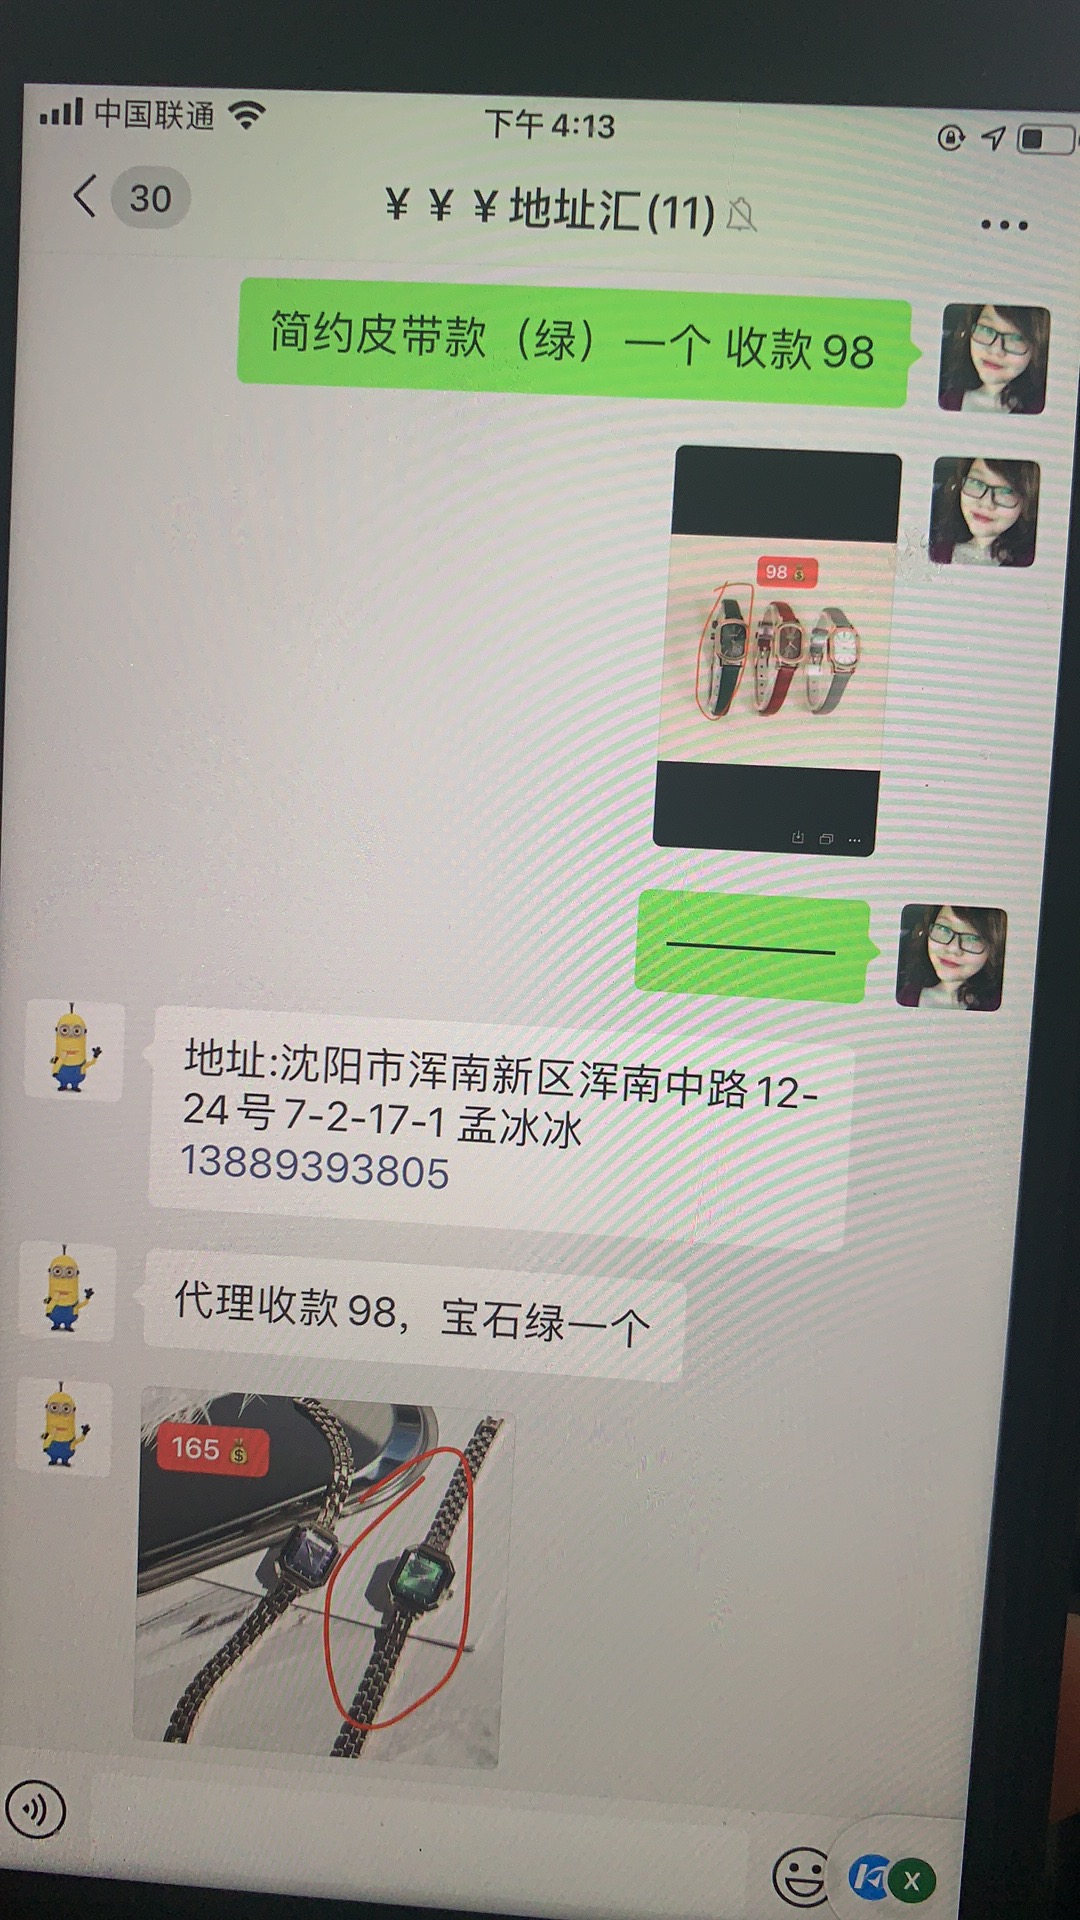 中国联通
下午4:13
30
￥￥￥地址汇(11)
简约皮带款（绿）一个 收款98
98
地址:沈阳市浑南新区浑南中路12-
24号7-2-17-1 孟冰冰
13889393805
代理收款98，宝石绿一个
165
X